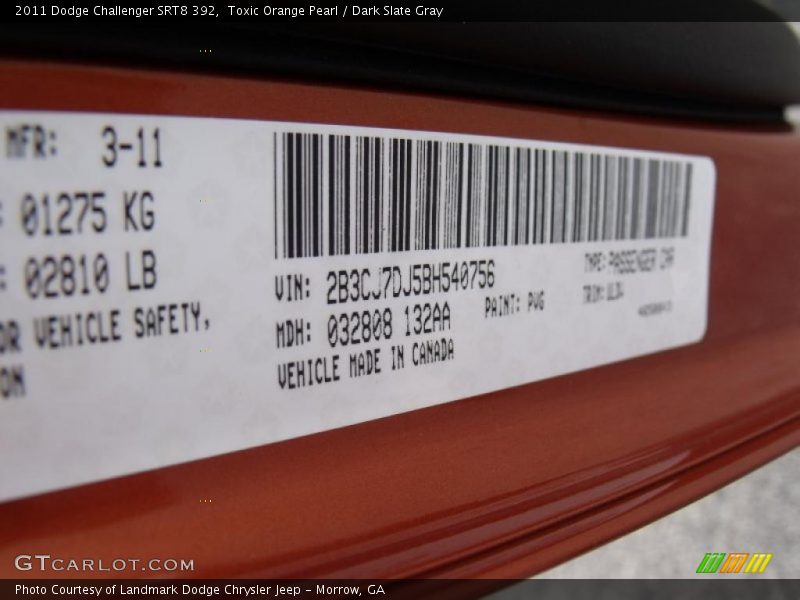 2011 Dodge Challenger SRT8 392,  Toxic Orange Pearl / Dark Slate Gray
MFR: 3-11
01275 KG
02810 LB
OR VEHICLE SAFETY,
ON
VIN: 2B3CJ7DJ5BH540756
TYPE: PASSENGER CAR
MDH: 032808 132AA
PAINT: PVG
TRIM:
VEHICLE MADE IN CANADA
GTCARLOT.COM
Photo Courtesy of Landmark Dodge Chrysler Jeep - Morrow, GA